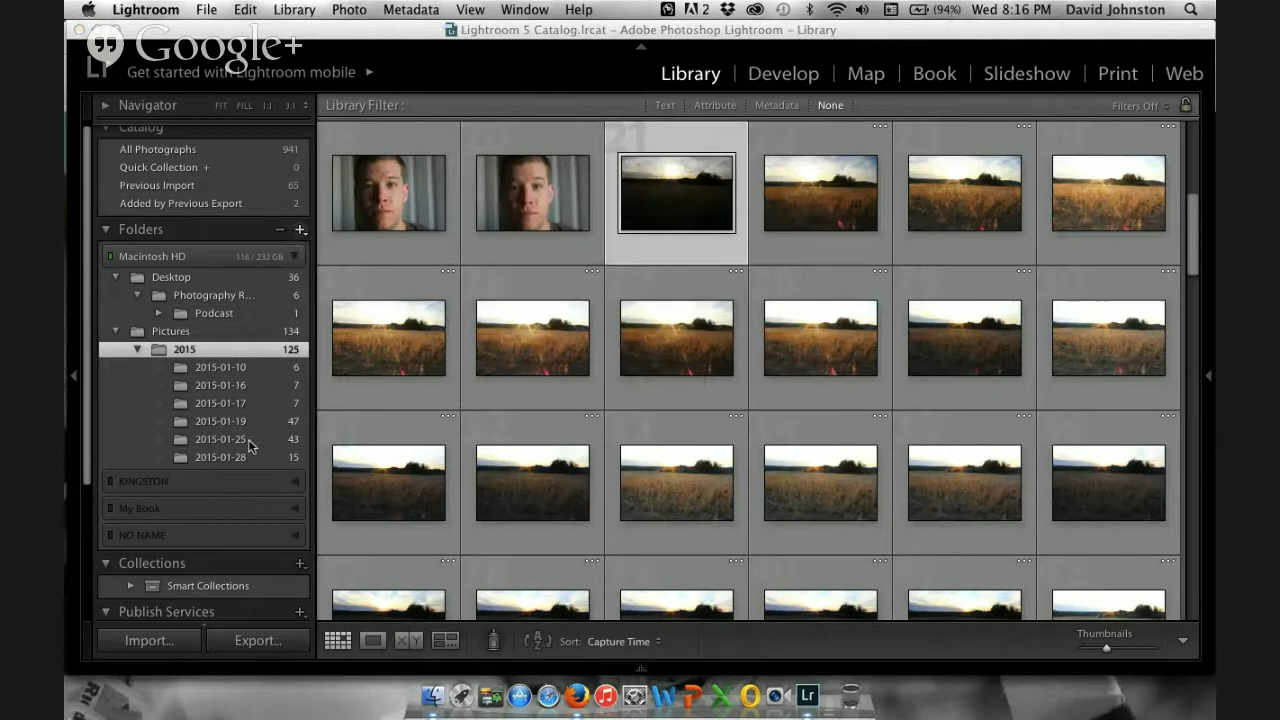 Lightroom File Edit Library Photo Metadata View Window Help 2 (94%) Wed 8:16 PM David Johnston
Lightroom 5 Catalog.lrcat – Adobe Photoshop Lightroom – Library
Google+
Get started with Lightroom mobile
Library | Develop | Map | Book | Slideshow | Print | Web
Navigator FIT FILL 1:1 3:1
Library Filter : Text Attribute Metadata None Filters Off
Catalog
All Photographs 941
Quick Collection + 0
Previous Import 65
Added by Previous Export 2
Folders
Macintosh HD 116 / 232 GB
Desktop 36
Photography R... 6
Podcast 1
Pictures 134
2015 125
2015-01-10 6
2015-01-16 7
2015-01-17 7
2015-01-19 47
2015-01-25 43
2015-01-28 15
KINGSTON
My Book
NO NAME
Collections
Smart Collections
Publish Services
Import... Export...
Sort: Capture Time
Thumbnails
Lr